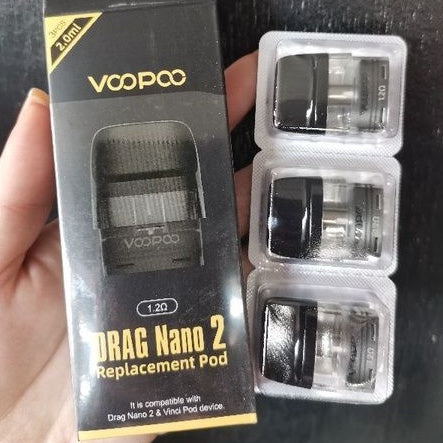 3pcs
2.0ml
VOOPOO
VOOPOO
1.2Ω
DRAG Nano 2
Replacement Pod
It is compatible with
Drag Nano 2 & Vinci Pod device.
1.2Ω